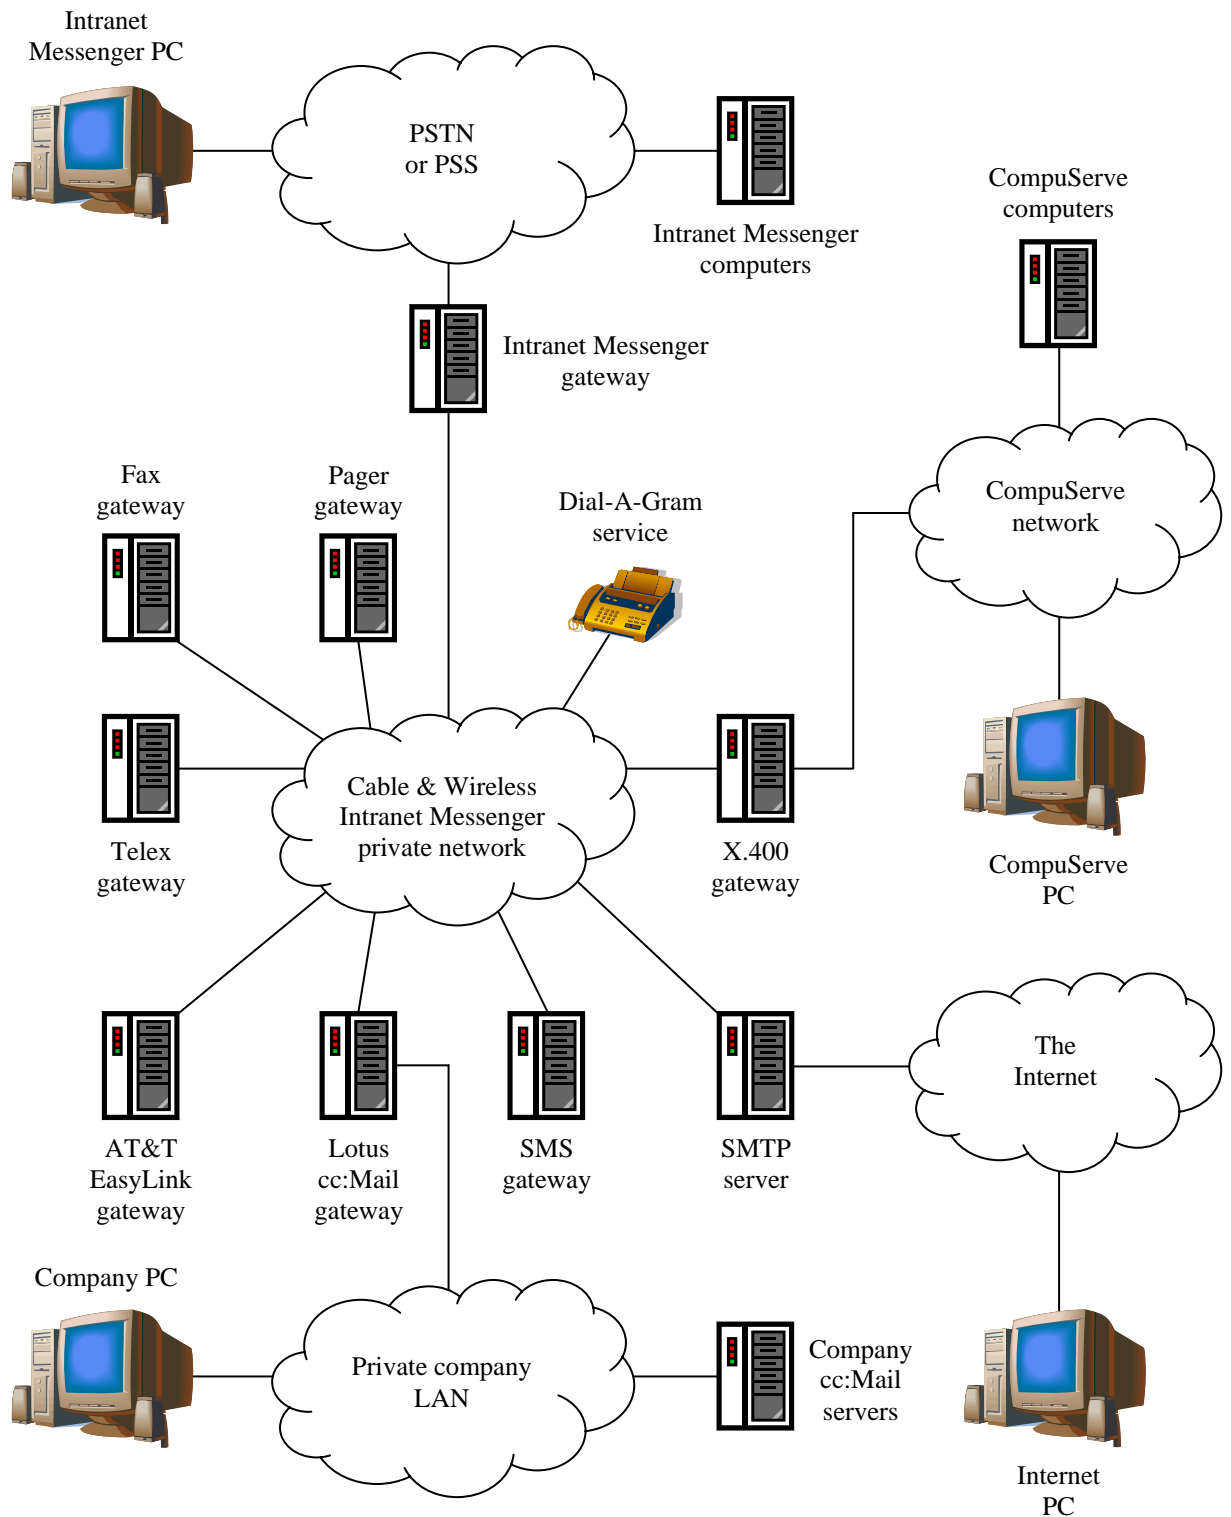 Intranet
Messenger PC
PSTN
or PSS
Intranet Messenger
computers
CompuServe
computers
Intranet Messenger
gateway
Fax
gateway
Pager
gateway
Dial-A-Gram
service
CompuServe
network
Cable & Wireless
Intranet Messenger
private network
Telex
gateway
X.400
gateway
CompuServe
PC
The
Internet
AT&T
EasyLink
gateway
Lotus
cc:Mail
gateway
SMS
gateway
SMTP
server
Company PC
Private company
LAN
Company
cc:Mail
servers
Internet
PC